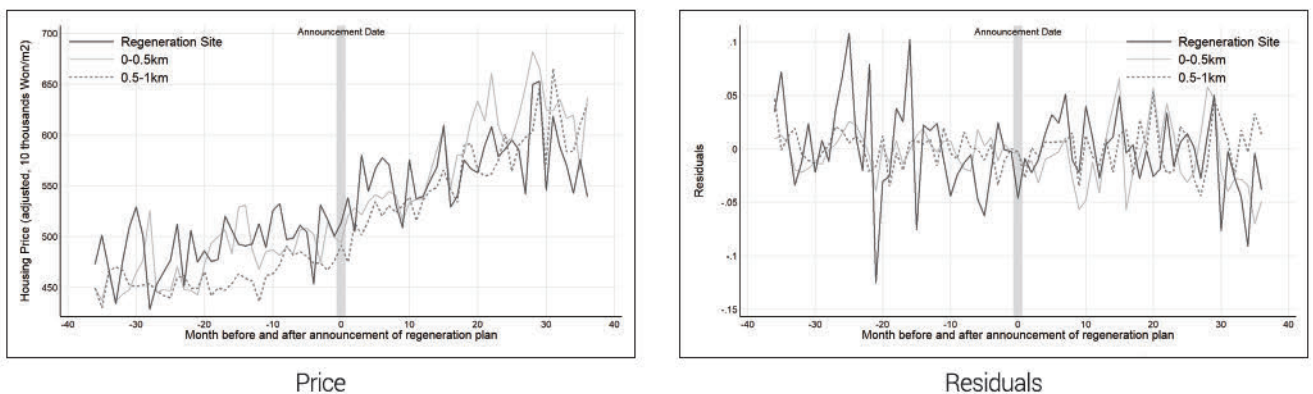 Announcement Date
Regeneration Site
0-0.5km
0.5-1km
Housing Price (adjusted, 10 thousands Won/m2)
700
650
600
550
500
450
-40
-30
-20
-10
0
10
20
30
40
Month before and after announcement of regeneration plan
Price
Announcement Date
Regeneration Site
0-0.5km
0.5-1km
Residuals
.1
.05
0
-.05
-.1
-.15
-40
-30
-20
-10
0
10
20
30
40
Month before and after announcement of regeneration plan
Residuals